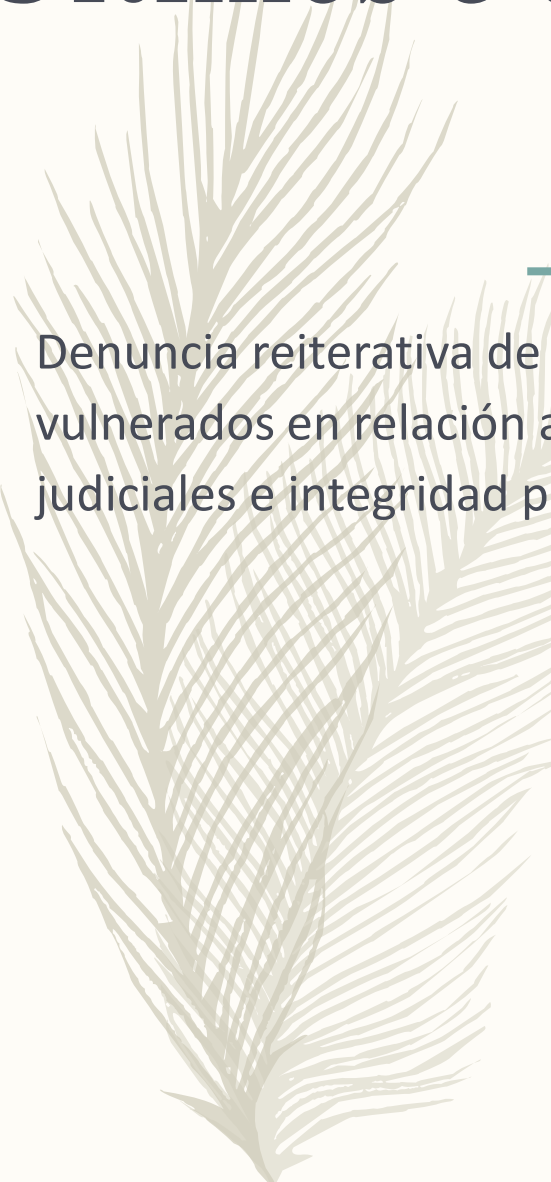 Denuncia reiterativa de
vulnerados en relación a
judiciales e integridad p